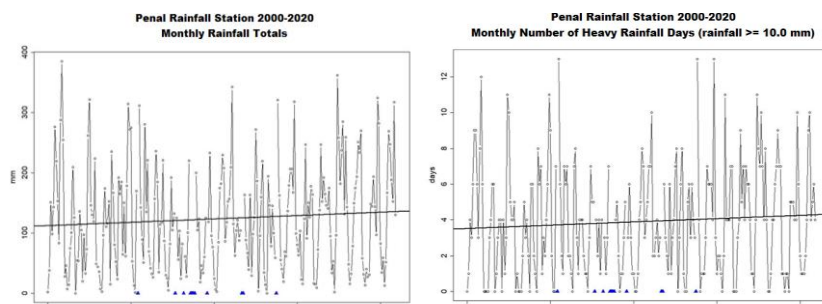 Penal Rainfall Station 2000-2020
Monthly Rainfall Totals
400
300
200
100
0
mm
Penal Rainfall Station 2000-2020
Monthly Number of Heavy Rainfall Days (rainfall >= 10.0 mm)
12
10
8
6
4
2
0
days